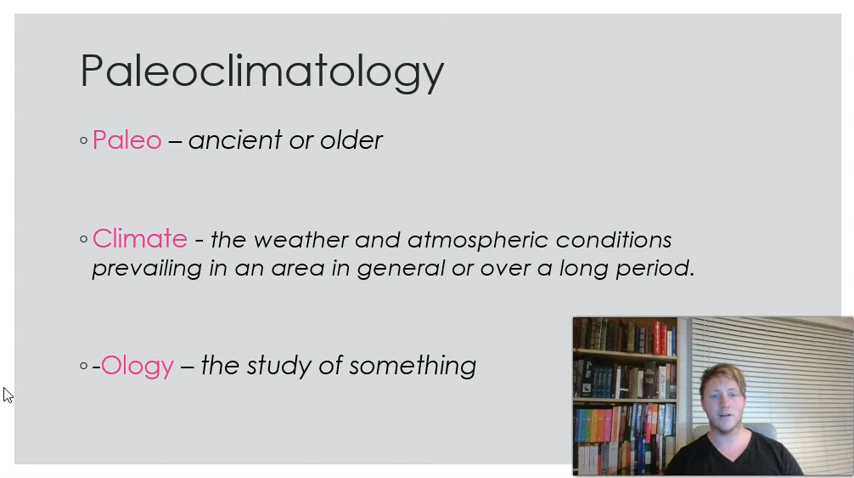 Paleoclimatology
◦ Paleo – ancient or older
◦ Climate - the weather and atmospheric conditions
prevailing in an area in general or over a long period.
◦ -Ology – the study of something